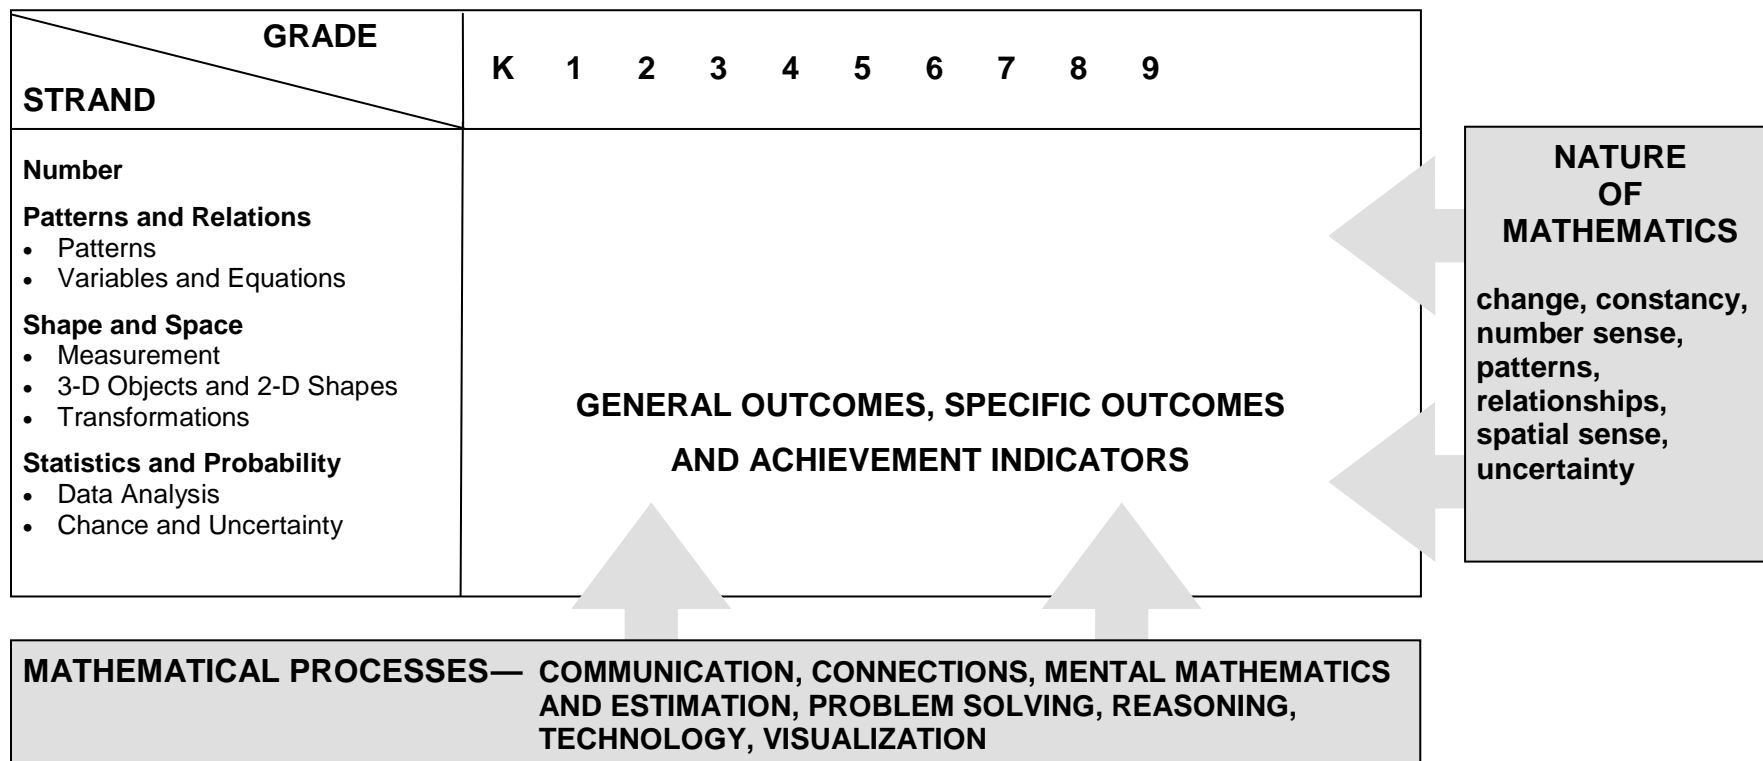 GRADE
STRAND
K 1 2 3 4 5 6 7 8 9
Number
Patterns and Relations
• Patterns
• Variables and Equations
Shape and Space
• Measurement
• 3-D Objects and 2-D Shapes
• Transformations
Statistics and Probability
• Data Analysis
• Chance and Uncertainty
GENERAL OUTCOMES, SPECIFIC OUTCOMES
AND ACHIEVEMENT INDICATORS
NATURE
OF
MATHEMATICS
change, constancy,
number sense,
patterns,
relationships,
spatial sense,
uncertainty
MATHEMATICAL PROCESSES— COMMUNICATION, CONNECTIONS, MENTAL MATHEMATICS
AND ESTIMATION, PROBLEM SOLVING, REASONING,
TECHNOLOGY, VISUALIZATION